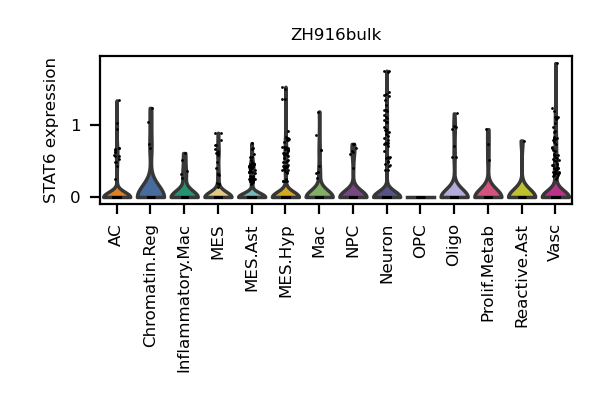 ZH916bulk
STAT6 expression
1
0
AC
Chromatin.Reg
Inflammatory.Mac
MES
MES.Ast
MES.Hyp
Mac
NPC
Neuron
OPC
Oligo
Prolif.Metab
Reactive.Ast
Vasc